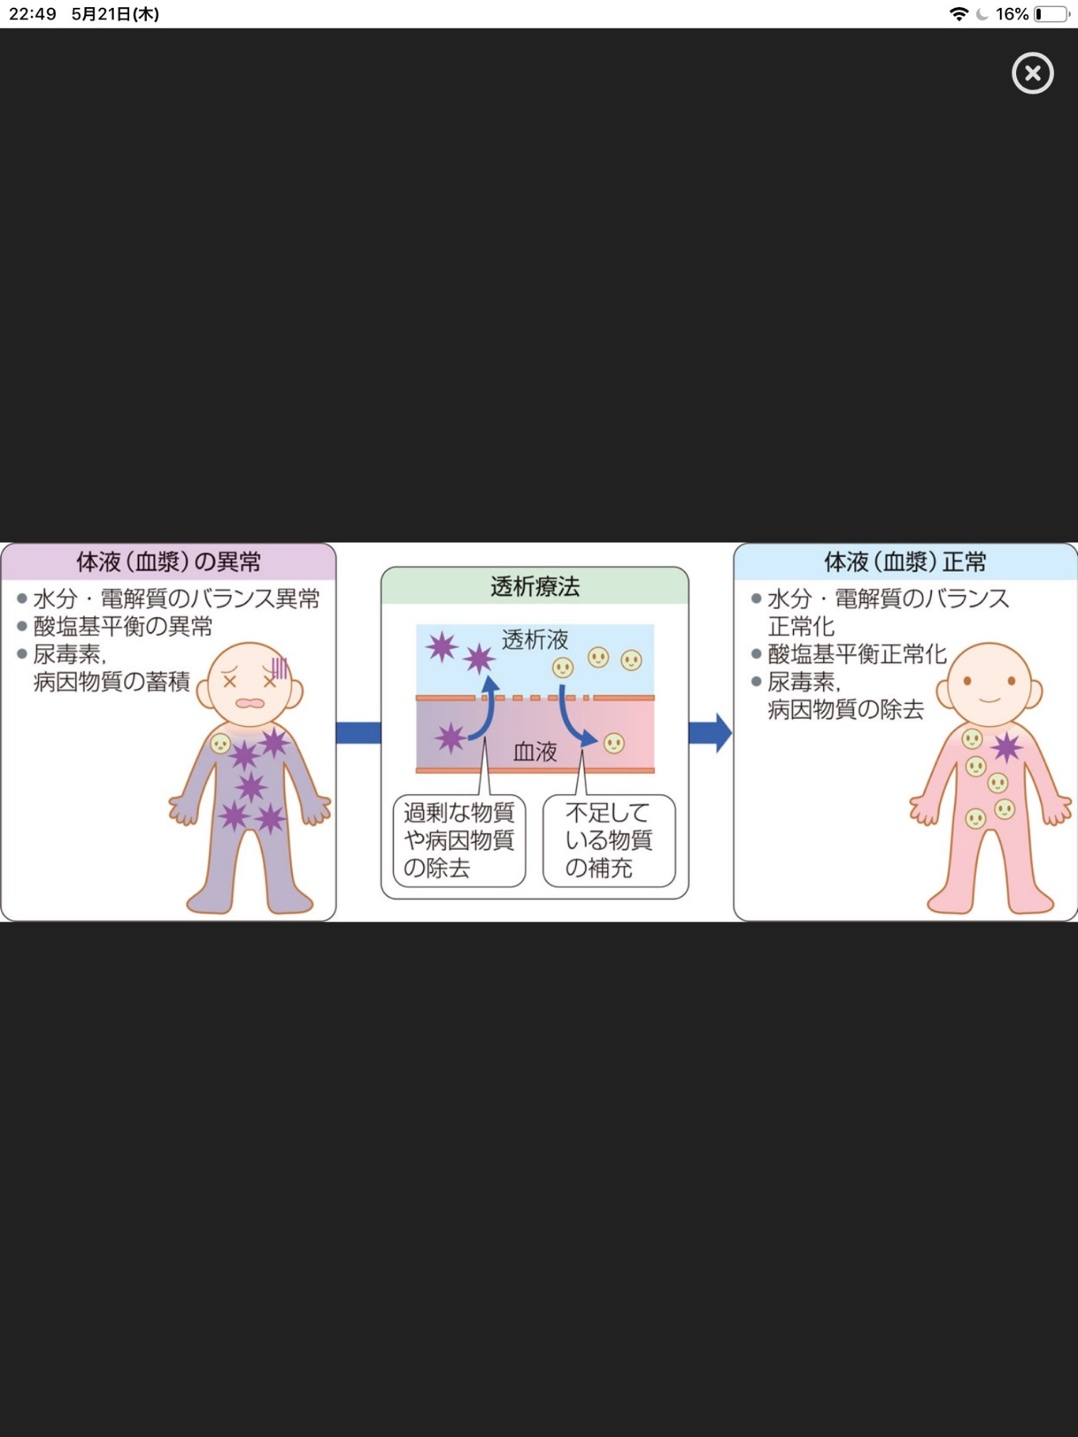 22:49 5月21日(木)
16%
体液（血漿）の異常
● 水分・電解質のバランス異常
● 酸塩基平衡の異常
● 尿毒素，
病因物質の蓄積
透析療法
透析液
血液
過剰な物質
や病因物質
の除去
不足して
いる物質
の補充
体液（血漿）正常
● 水分・電解質のバランス
正常化
● 酸塩基平衡正常化
● 尿毒素，
病因物質の除去